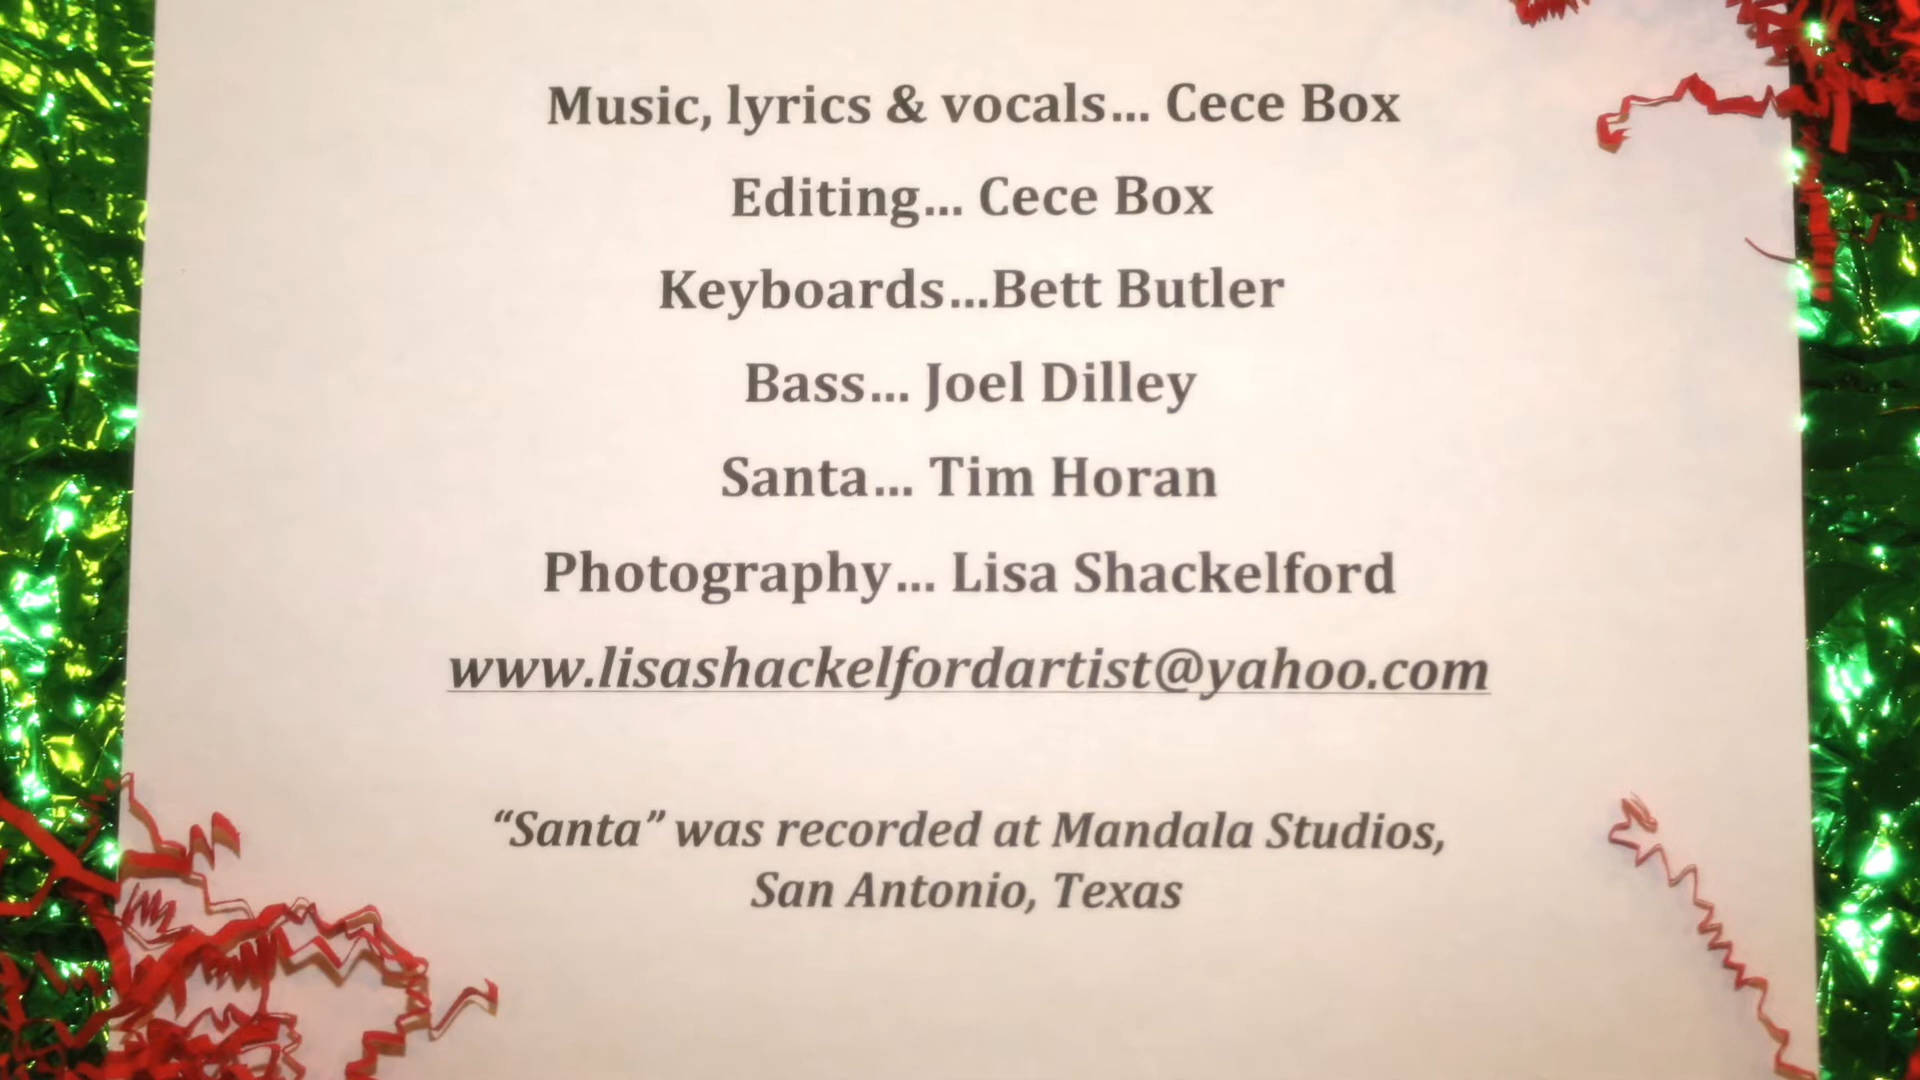 Music, lyrics & vocals... Cece Box
Editing... Cece Box
Keyboards...Bett Butler
Bass... Joel Dilley
Santa... Tim Horan
Photography... Lisa Shackelford
www.lisashackelfordartist@yahoo.com
“Santa” was recorded at Mandala Studios,
San Antonio, Texas